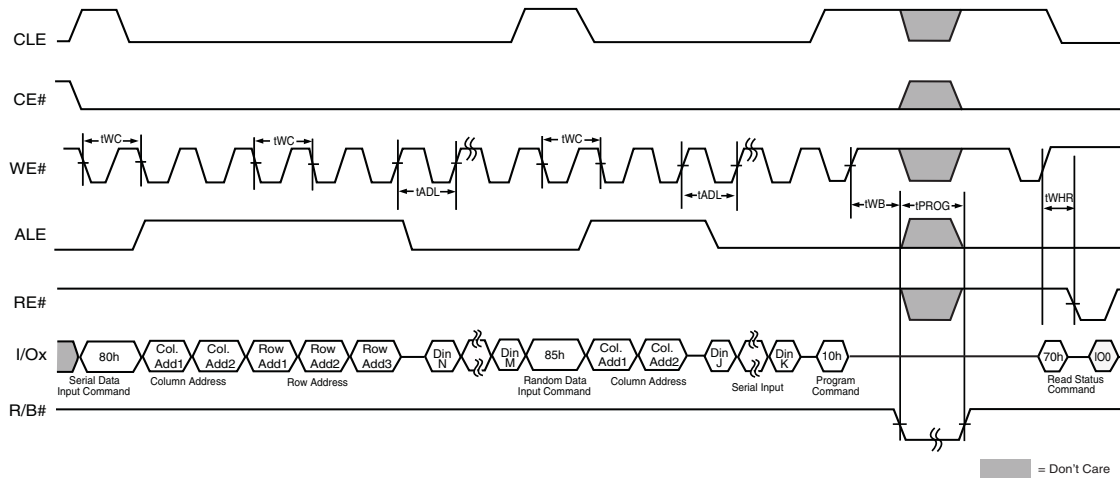 CLE
CE#
tWC
tWC
tWC
WE#
tADL
tADL
tWB
tPROG
tWHR
ALE
RE#
I/Ox
80h
Col. Add1
Col. Add2
Row Add1
Row Add2
Row Add3
Din N
Din M
85h
Col. Add1
Col. Add2
Din J
Din K
10h
70h
IO0
Serial Data
Input Command
Column Address
Row Address
Random Data
Input Command
Column Address
Serial Input
Program
Command
Read Status
Command
R/B#
= Don't Care